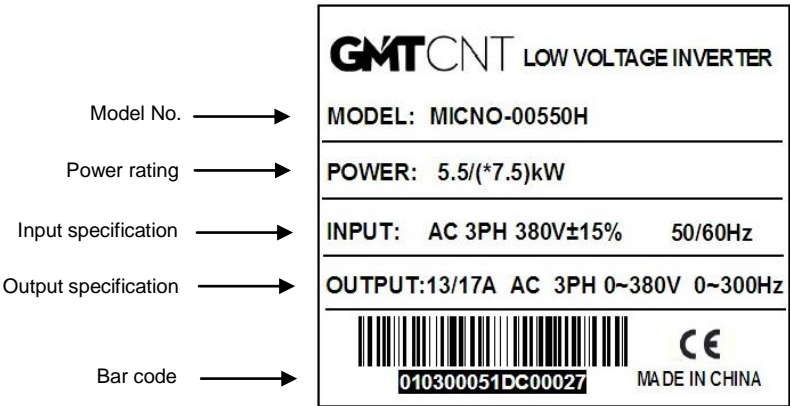 GMTCNT LOW VOLTAGE INVERTER
Model No. MODEL: MICNO-00550H
Power rating POWER: 5.5/(*7.5)kW
Input specification INPUT: AC 3PH 380V±15% 50/60Hz
Output specification OUTPUT:13/17A AC 3PH 0~380V 0~300Hz
CE
Bar code 010300051DC00027 MADE IN CHINA